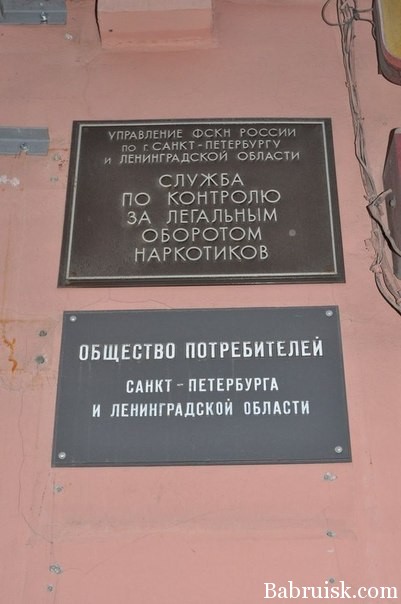 УПРАВЛЕНИЕ ФСКН РОССИИ
ПО Г. САНКТ-ПЕТЕРБУРГУ
И ЛЕНИНГРАДСКОЙ ОБЛАСТИ
СЛУЖБА
ПО КОНТРОЛЮ
ЗА ЛЕГАЛЬНЫМ
ОБОРОТОМ
НАРКОТИКОВ
ОБЩЕСТВО ПОТРЕБИТЕЛЕЙ
САНКТ-ПЕТЕРБУРГА
И ЛЕНИНГРАДСКОЙ ОБЛАСТИ
Babruisk.com